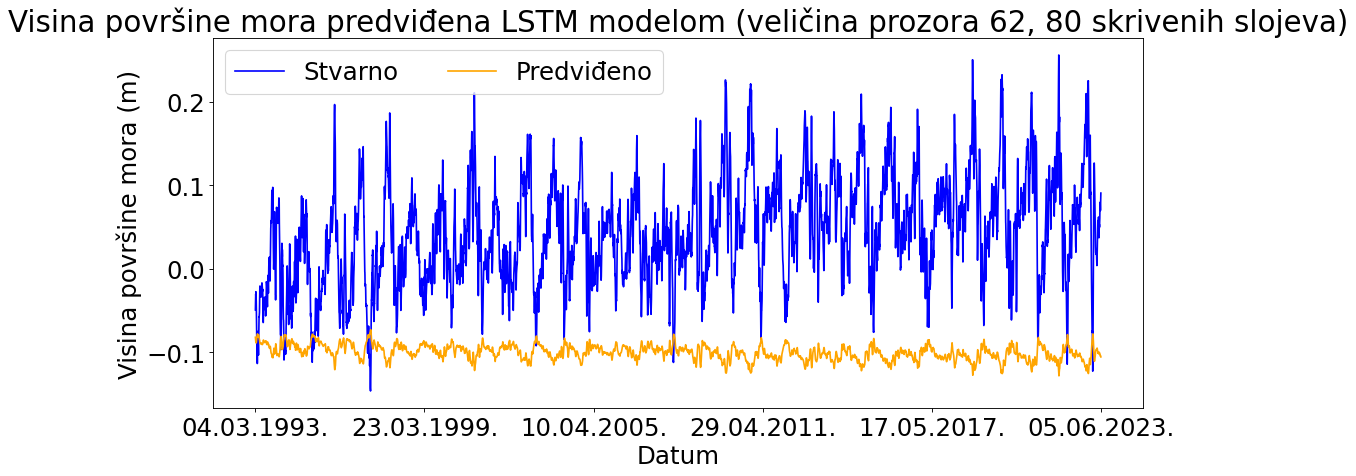 Visina površine mora predviđena LSTM modelom (veličina prozora 62, 80 skrivenih slojeva)
Stvarno Predviđeno
Visina površine mora (m)
0.2
0.1
0.0
−0.1
04.03.1993. 23.03.1999. 10.04.2005. 29.04.2011. 17.05.2017. 05.06.2023.
Datum